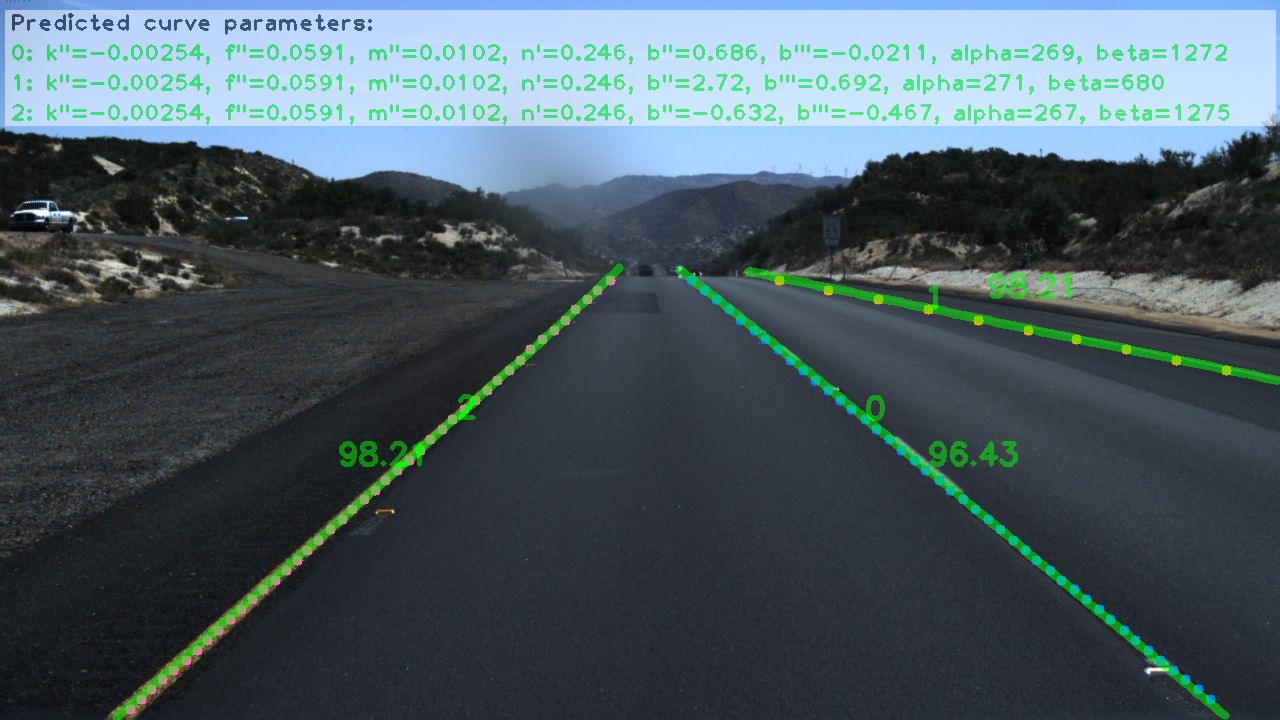 Predicted curve parameters:
0: k"=-0.00254, f"=0.0591, m"=0.0102, n'=0.246, b"=0.686, b'''=-0.0211, alpha=269, beta=1272
1: k"=-0.00254, f"=0.0591, m"=0.0102, n'=0.246, b"=2.72, b'''=0.692, alpha=271, beta=680
2: k"=-0.00254, f"=0.0591, m"=0.0102, n'=0.246, b"=-0.632, b'''=-0.467, alpha=267, beta=1275
55
1 98.21
2 0
98.21 96.43